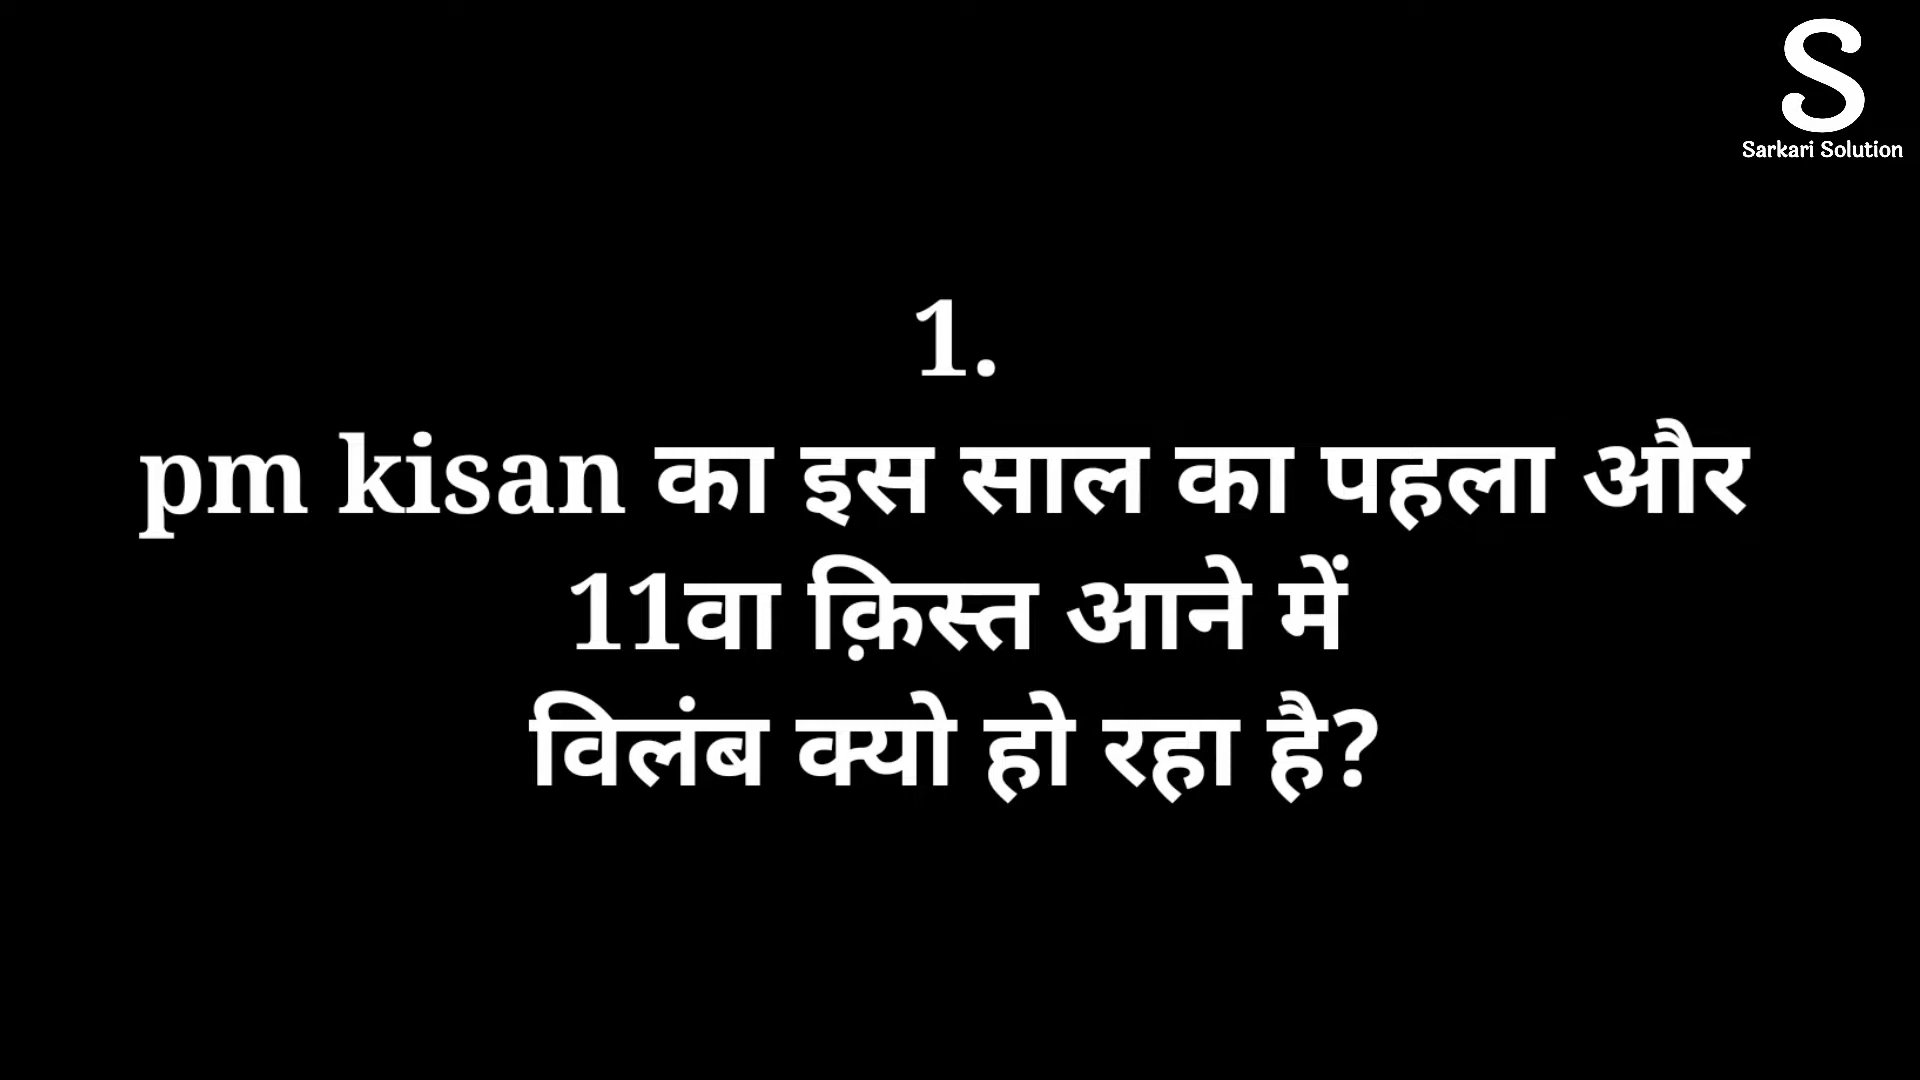 S
Sarkari Solution
1.
pm kisan का इस साल का पहला और
11वा क़िस्त आने में
विलंब क्यो हो रहा है?